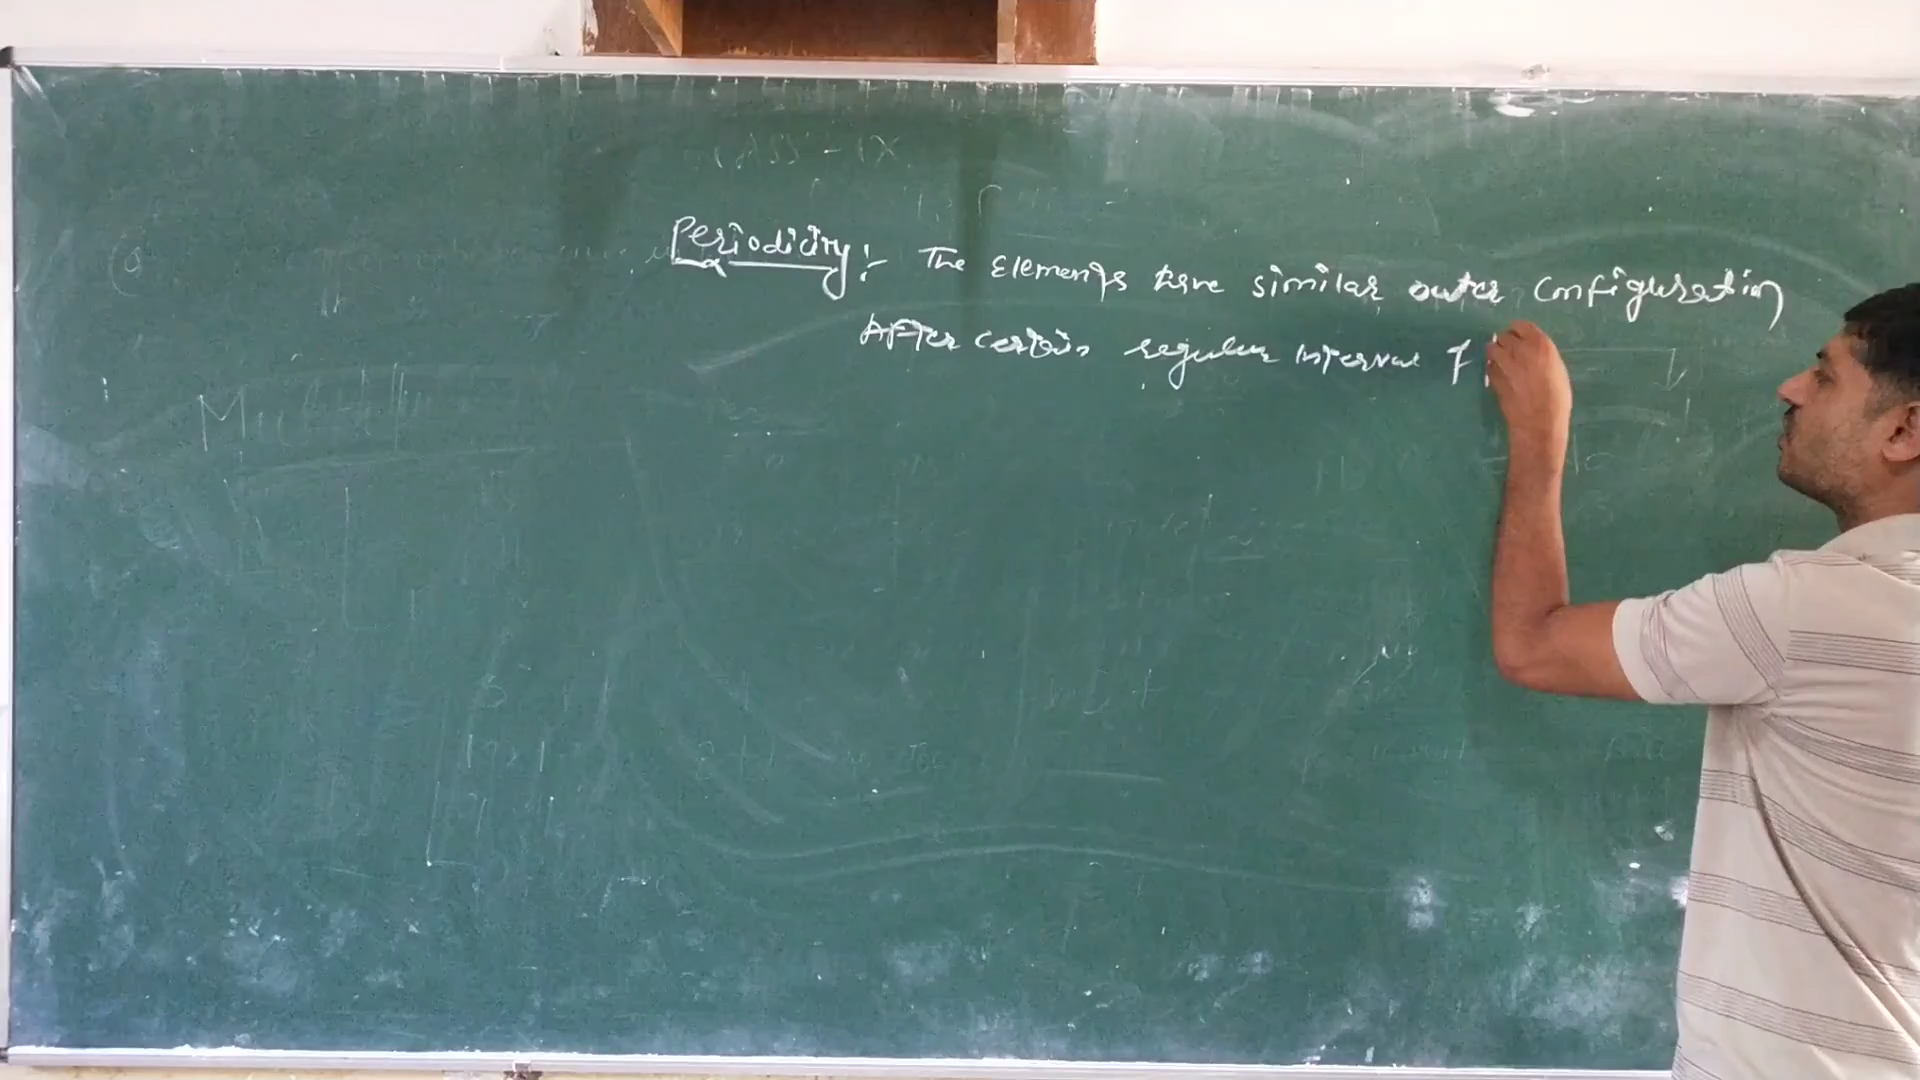 Periodicity :- The Elements have similar outer configuration
After certain regular interval of